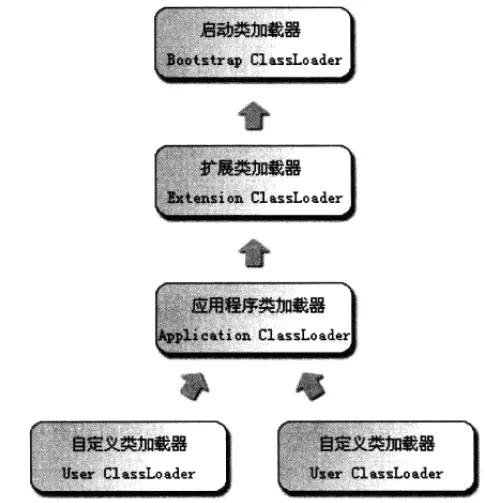 启动类加载器
Bootstrap ClassLoader
扩展类加载器
Extension ClassLoader
应用程序类加载器
Application ClassLoader
自定义类加载器
User ClassLoader
自定义类加载器
User ClassLoader